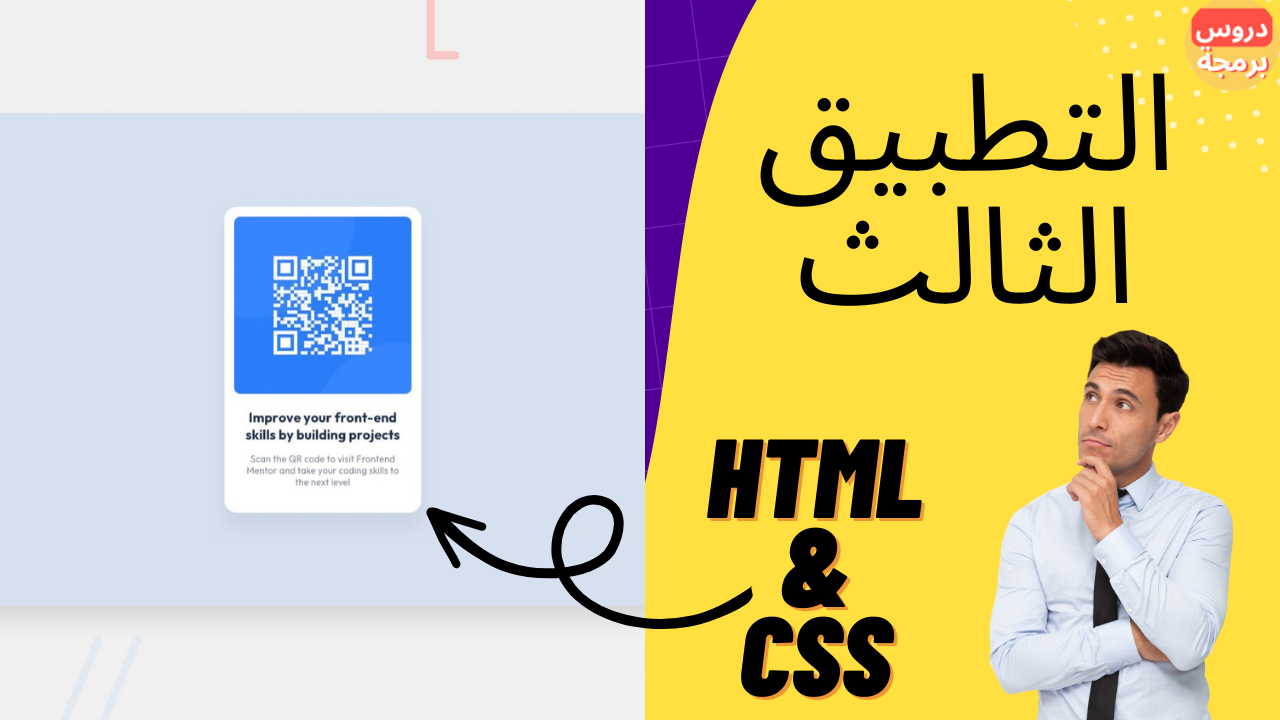 دروس
برمجة
التطبيق
الثالث
HTML
&
CSS
Improve your front-end
skills by building projects
Scan the QR code to visit Frontend
Mentor and take your coding skills to
the next level